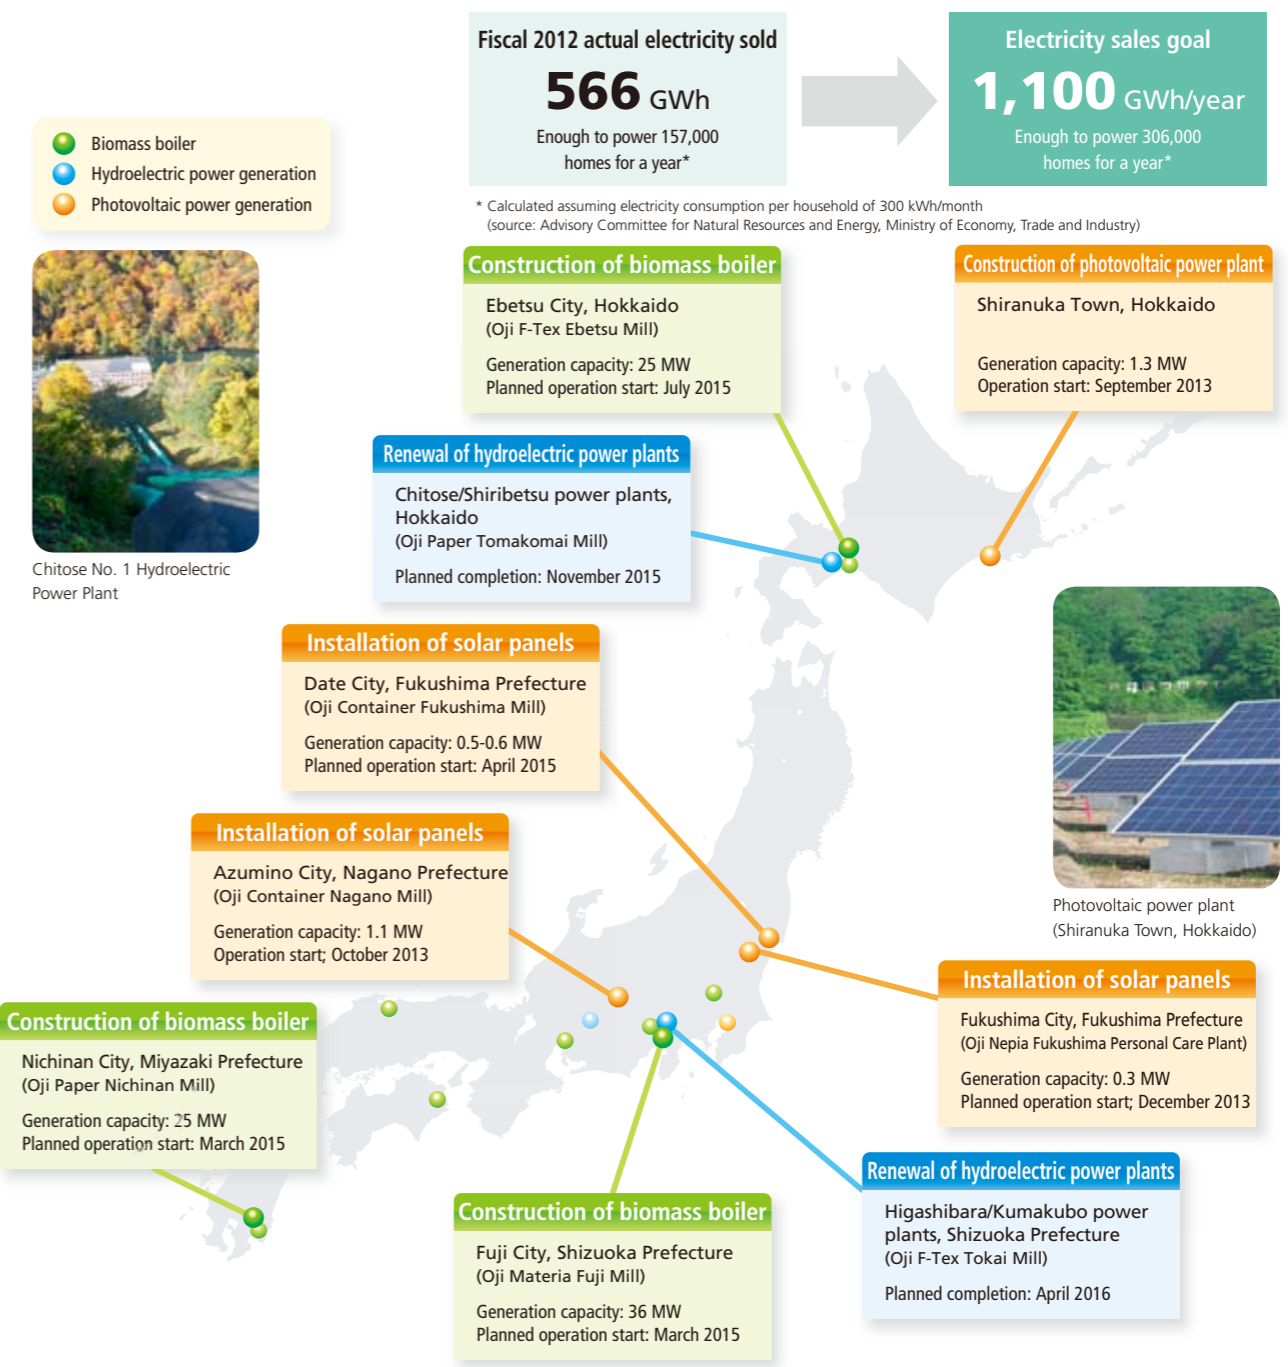 Fiscal 2012 actual electricity sold
566 GWh
Enough to power 157,000
homes for a year*
Electricity sales goal
1,100 GWh/year
Enough to power 306,000
homes for a year*
* Calculated assuming electricity consumption per household of 300 kWh/month
(source: Advisory Committee for Natural Resources and Energy, Ministry of Economy, Trade and Industry)
Biomass boiler
Hydroelectric power generation
Photovoltaic power generation
Chitose No. 1 Hydroelectric
Power Plant
Construction of biomass boiler
Ebetsu City, Hokkaido
(Oji F-Tex Ebetsu Mill)
Generation capacity: 25 MW
Planned operation start: July 2015
Construction of photovoltaic power plant
Shiranuka Town, Hokkaido
Generation capacity: 1.3 MW
Operation start: September 2013
Renewal of hydroelectric power plants
Chitose/Shiribetsu power plants,
Hokkaido
(Oji Paper Tomakomai Mill)
Planned completion: November 2015
Installation of solar panels
Date City, Fukushima Prefecture
(Oji Container Fukushima Mill)
Generation capacity: 0.5-0.6 MW
Planned operation start: April 2015
Installation of solar panels
Azumino City, Nagano Prefecture
(Oji Container Nagano Mill)
Generation capacity: 1.1 MW
Operation start; October 2013
Photovoltaic power plant
(Shiranuka Town, Hokkaido)
Installation of solar panels
Fukushima City, Fukushima Prefecture
(Oji Nepia Fukushima Personal Care Plant)
Generation capacity: 0.3 MW
Planned operation start; December 2013
Construction of biomass boiler
Nichinan City, Miyazaki Prefecture
(Oji Paper Nichinan Mill)
Generation capacity: 25 MW
Planned operation start: March 2015
Renewal of hydroelectric power plants
Higashibara/Kumakubo power
plants, Shizuoka Prefecture
(Oji F-Tex Tokai Mill)
Planned completion: April 2016
Construction of biomass boiler
Fuji City, Shizuoka Prefecture
(Oji Materia Fuji Mill)
Generation capacity: 36 MW
Planned operation start: March 2015